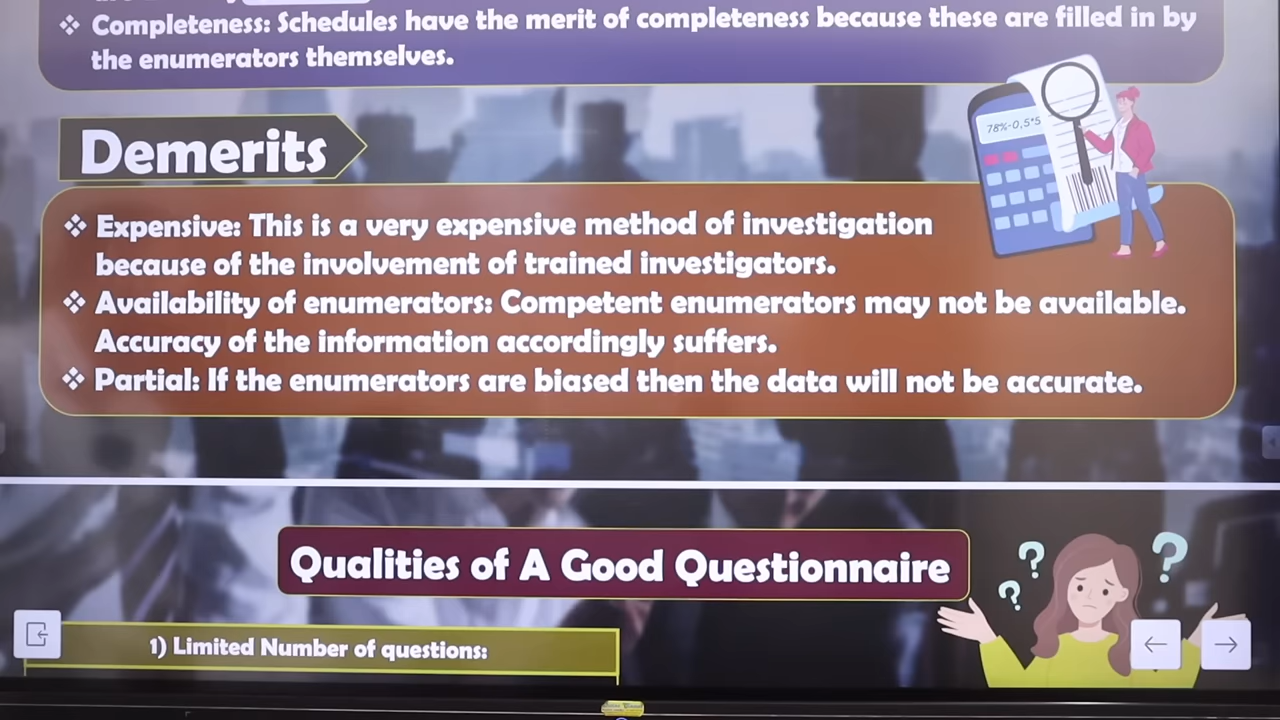 ❖ Completeness: Schedules have the merit of completeness because these are filled in by
the enumerators themselves.
78%-0,5*5
Demerits
❖ Expensive: This is a very expensive method of investigation
because of the involvement of trained investigators.
❖ Availability of enumerators: Competent enumerators may not be available.
Accuracy of the information accordingly suffers.
❖ Partial: If the enumerators are biased then the data will not be accurate.
Qualities of A Good Questionnaire
? ? ?
1) Limited Number of questions: